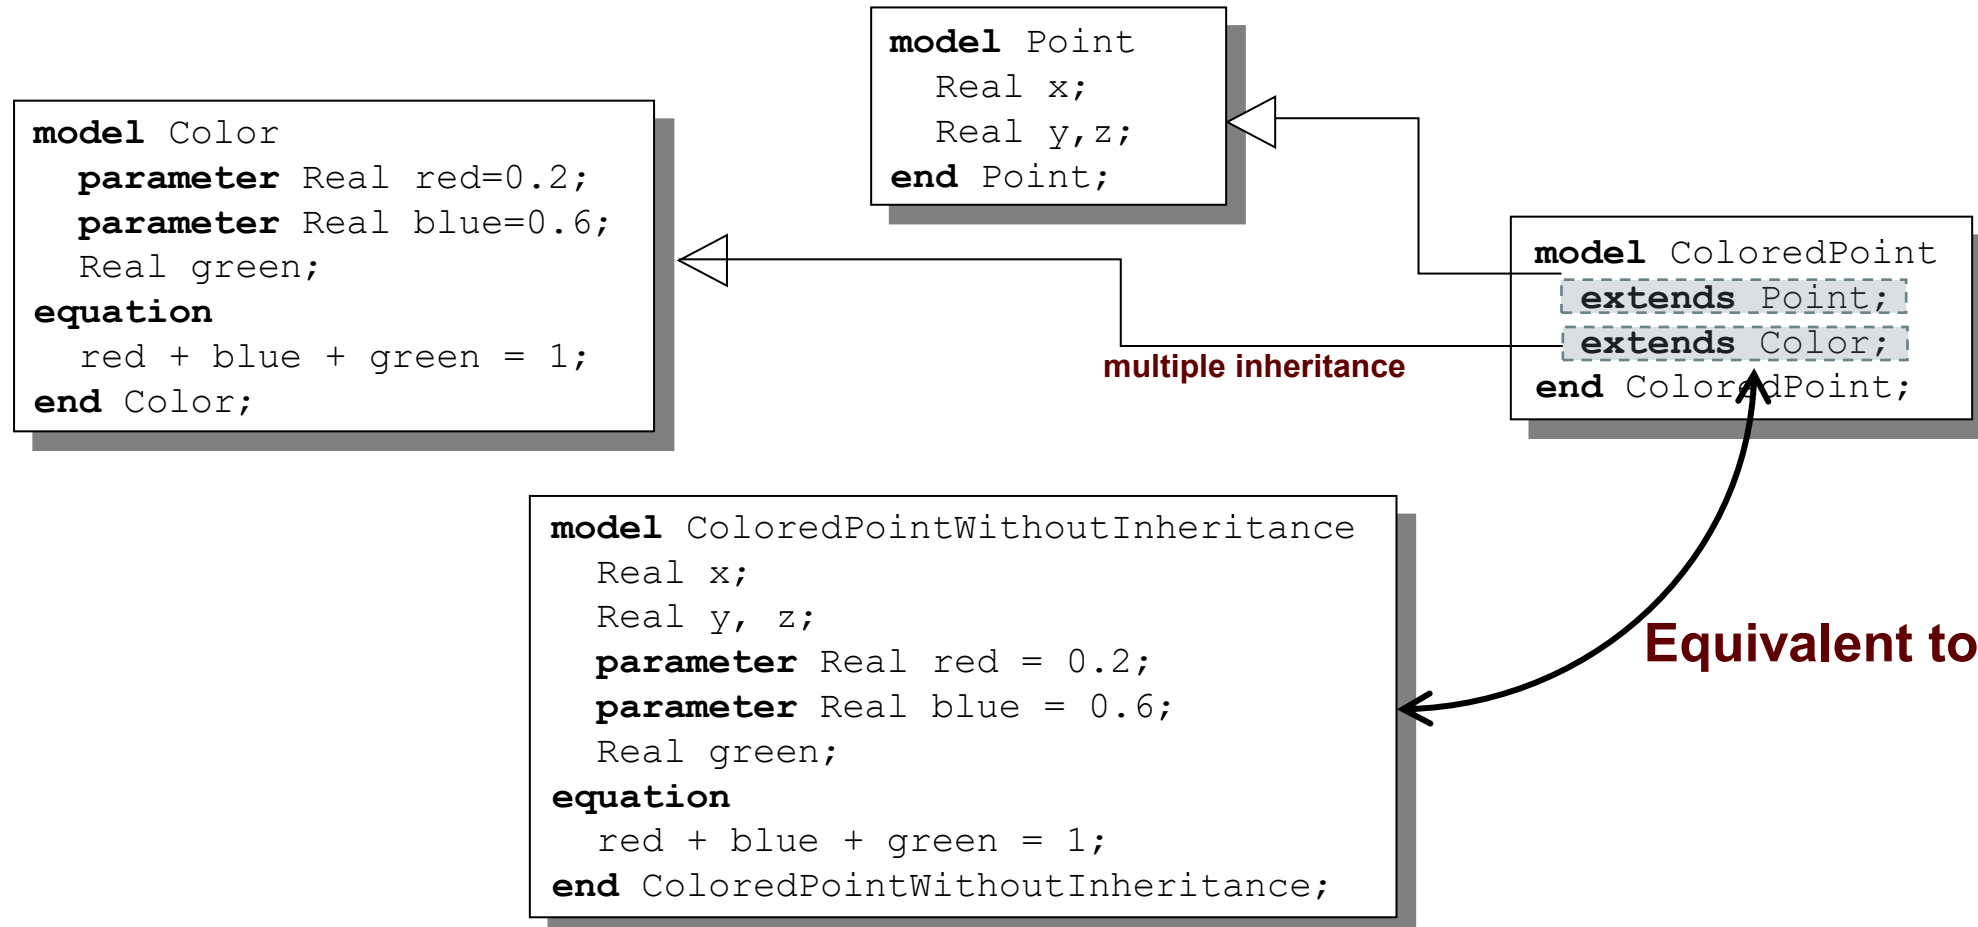 model Point
  Real x;
  Real y,z;
end Point;
model Color
  parameter Real red=0.2;
  parameter Real blue=0.6;
  Real green;
equation
  red + blue + green = 1;
end Color;
model ColoredPoint
  extends Point;
  extends Color;
end ColoredPoint;
multiple inheritance
model ColoredPointWithoutInheritance
  Real x;
  Real y, z;
  parameter Real red = 0.2;
  parameter Real blue = 0.6;
  Real green;
equation
  red + blue + green = 1;
end ColoredPointWithoutInheritance;
Equivalent to